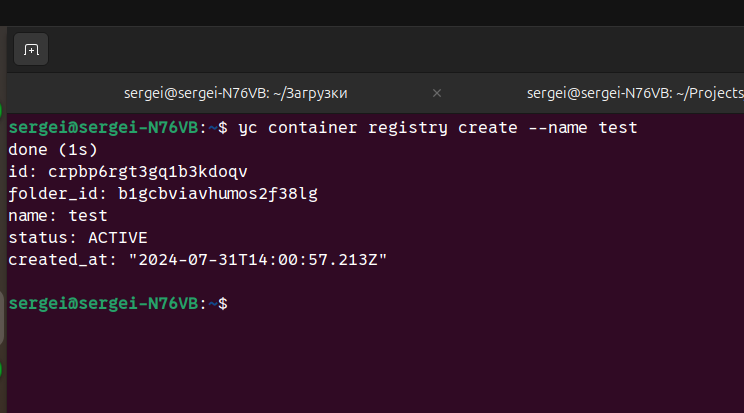 sergei@sergei-N76VB: ~/Загрузки × sergei@sergei-N76VB: ~/Projects
sergei@sergei-N76VB:~$ yc container registry create --name test
done (1s)
id: crpbp6rgt3gq1b3kdoqv
folder_id: b1gcbviavhumos2f38lg
name: test
status: ACTIVE
created_at: "2024-07-31T14:00:57.213Z"
sergei@sergei-N76VB:~$